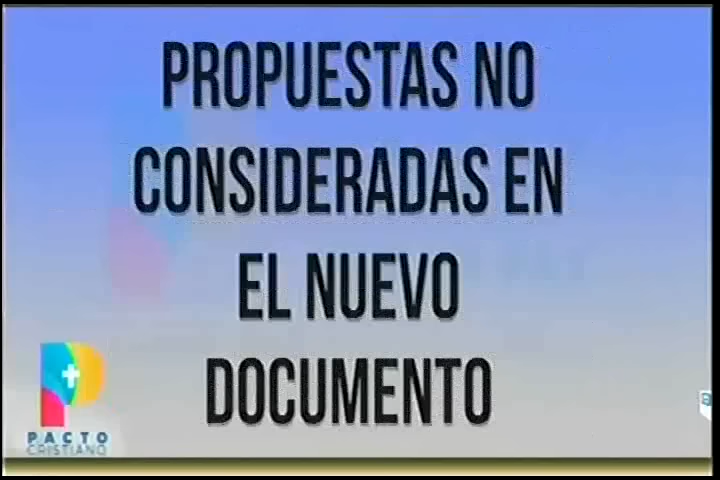 PROPUESTAS NO
CONSIDERADAS EN
EL NUEVO
DOCUMENTO
PACTO
CRISTIANO